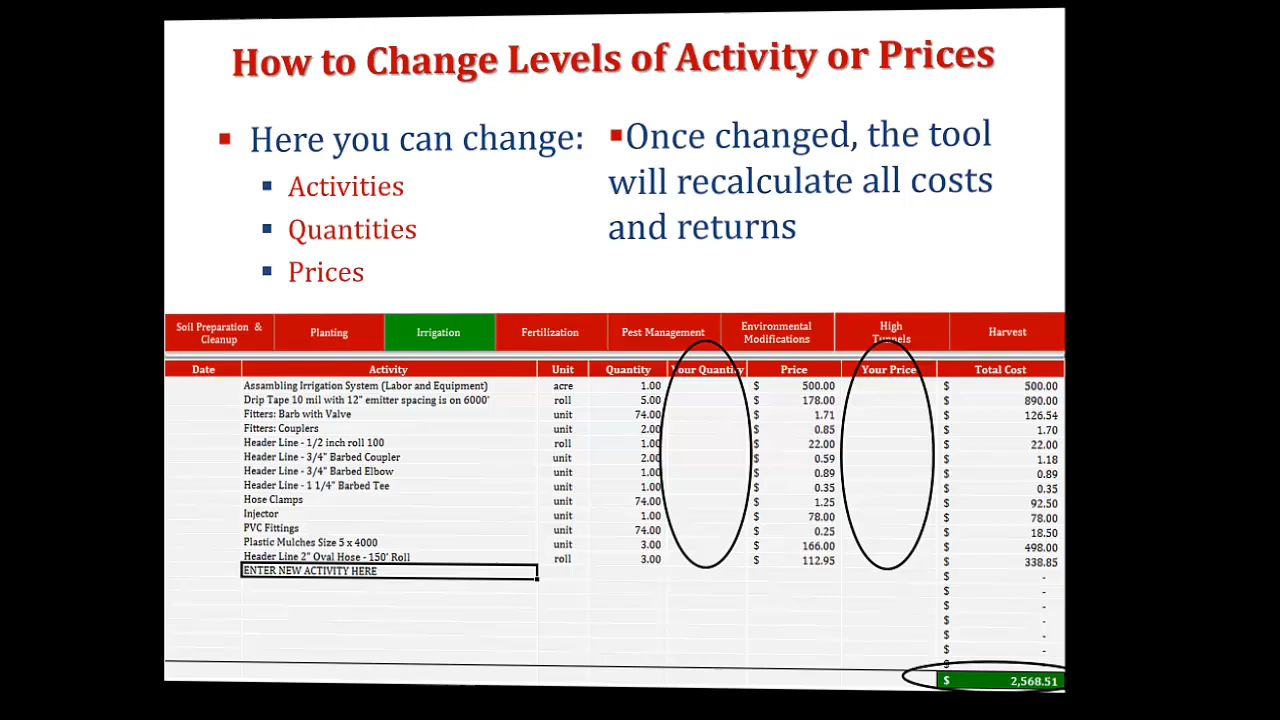 How to Change Levels of Activity or Prices
▪ Here you can change:
▪ Activities
▪ Quantities
▪ Prices
▪Once changed, the tool
will recalculate all costs
and returns
Soil Preparation & Cleanup Planting Irrigation Fertilization Pest Management Environmental Modifications High Tunnels Harvest
Date Activity Unit Quantity Your Quantity Price Your Price Total Cost
Assambling Irrigation System (Labor and Equipment) acre 1.00 $ 500.00 $ 500.00
Drip Tape 10 mil with 12" emitter spacing is on 6000' roll 5.00 $ 178.00 $ 890.00
Fitters: Barb with Valve unit 74.00 $ 1.71 $ 126.54
Fitters: Couplers unit 2.00 $ 0.85 $ 1.70
Header Line - 1/2 inch roll 100 roll 1.00 $ 22.00 $ 22.00
Header Line - 3/4" Barbed Coupler unit 2.00 $ 0.59 $ 1.18
Header Line - 3/4" Barbed Elbow unit 1.00 $ 0.89 $ 0.89
Header Line - 1 1/4" Barbed Tee unit 1.00 $ 0.35 $ 0.35
Hose Clamps unit 74.00 $ 1.25 $ 92.50
Injector unit 1.00 $ 78.00 $ 78.00
PVC Fittings unit 74.00 $ 0.25 $ 18.50
Plastic Mulches Size 5 x 4000 unit 3.00 $ 166.00 $ 498.00
Header Line 2" Oval Hose - 150' Roll roll 3.00 $ 112.95 $ 338.85
ENTER NEW ACTIVITY HERE $ -
$ -
$ -
$ -
$ -
$ -
$
$ 2,568.51